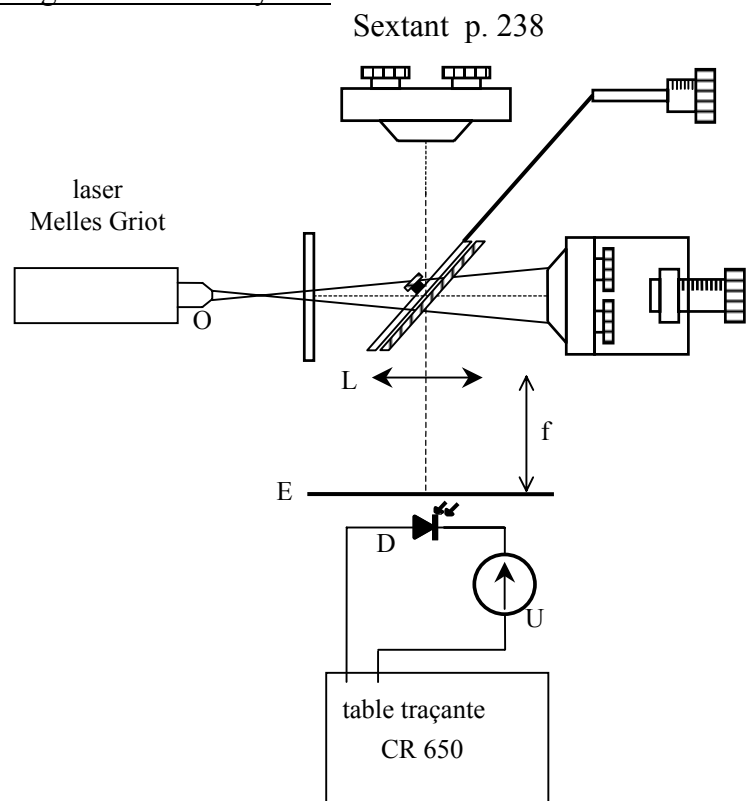 Sextant p. 238
laser
Melles Griot
O
L
f
E
D
U
table traçante
CR 650